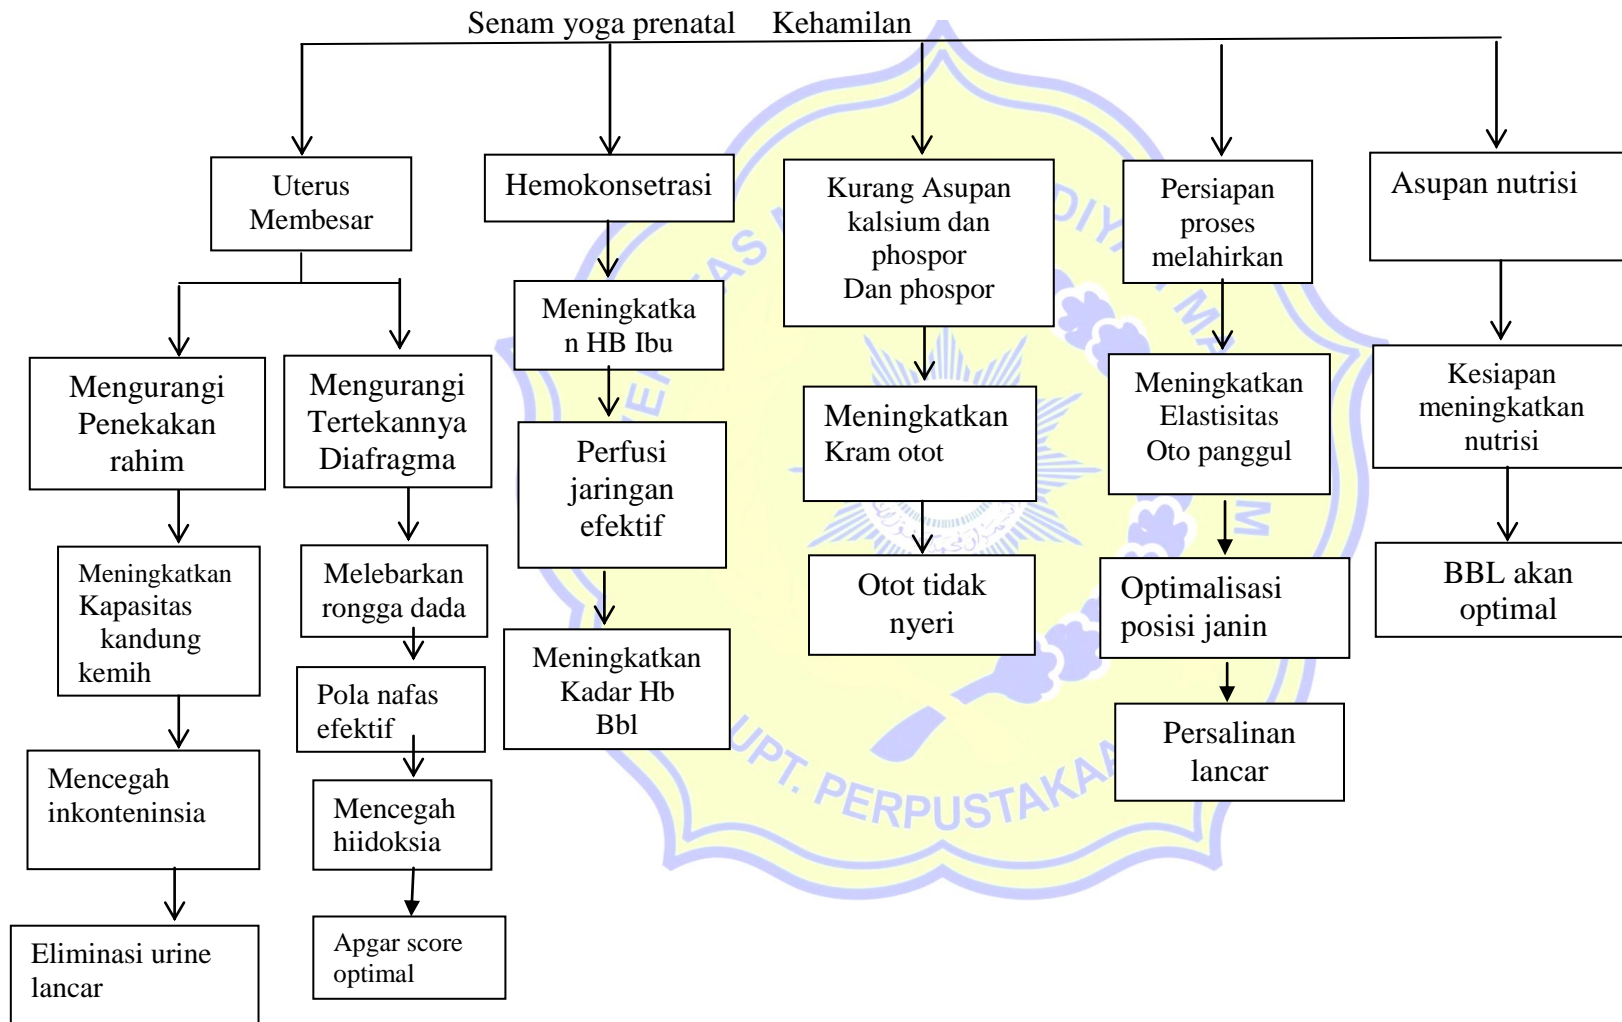 Senam yoga prenatal Kehamilan
Uterus
Membesar
Hemokonsetrasi
Kurang Asupan
kalsium dan
phospor
Dan phospor
Persiapan
proses
melahirkan
Asupan nutrisi
Mengurangi
Penekakan
rahim
Mengurangi
Tertekannya
Diafragma
Meningkatka
n HB Ibu
Meningkatkan
Kram otot
Meningkatkan
Elastisitas
Oto panggul
Kesiapan
meningkatkan
nutrisi
Perfusi
jaringan
efektif
Meningkatkan
Kapasitas
kandung
kemih
Melebarkan
rongga dada
Otot tidak
nyeri
Optimalisasi
posisi janin
BBL akan
optimal
Meningkatkan
Kadar Hb
Bbl
Pola nafas
efektif
Persalinan
lancar
Mencegah
inkonteninsia
Mencegah
hiidoksia
Eliminasi urine
lancar
Apgar score
optimal
UPT. PERPUSTAKAA